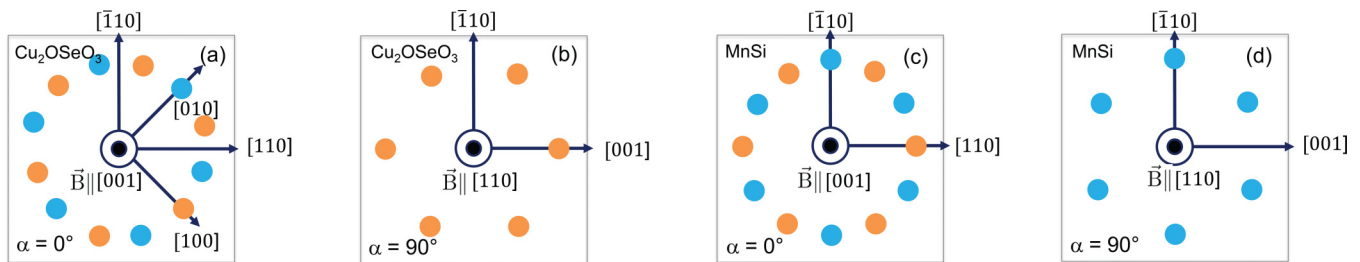 [1̅10]
Cu₂OSeO₃
(a)
[010]
[110]
B⃗||[001]
[100]
α = 0°
[1̅10]
Cu₂OSeO₃
(b)
[001]
B⃗||[110]
α = 90°
[1̅10]
MnSi
(c)
[110]
B⃗||[001]
α = 0°
[1̅10]
MnSi
(d)
[001]
B⃗||[110]
α = 90°